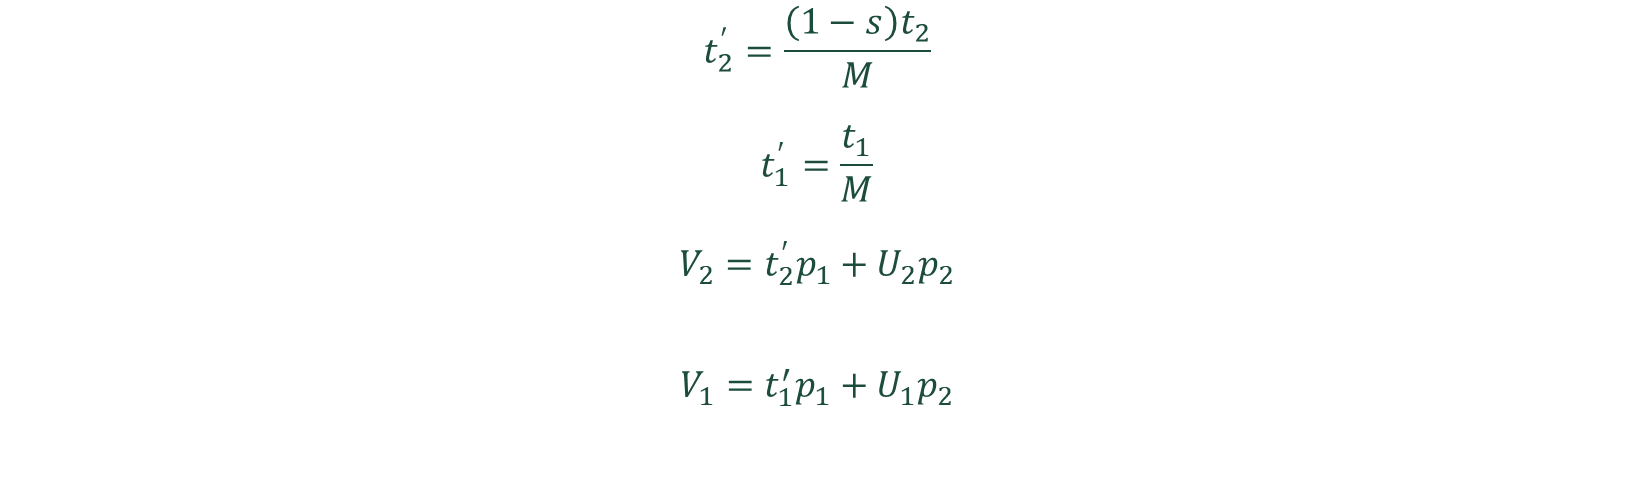 t₂′ = (1 − s)t₂ / M
t₁′ = t₁ / M
V₂ = t₂′p₁ + U₂p₂
V₁ = t₁′p₁ + U₁p₂